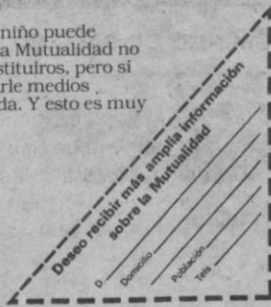 niño puede
a Mutualidad no
stituiros, pero si
rle medios
da. Y esto es muy
Deseo recibir más amplia información
sobre la Mutualidad
D
Domicilio
Población
Tels